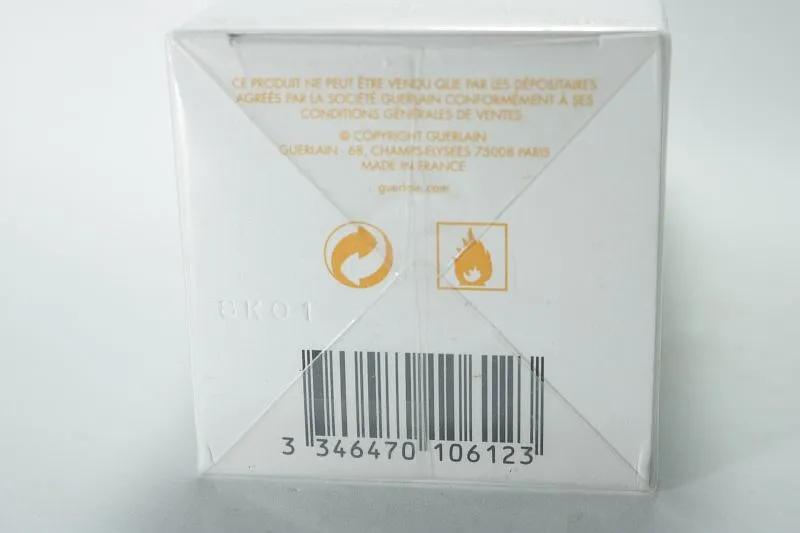 CE PRODUIT NE PEUT ÊTRE VENDU QUE PAR LES DÉPOSITAIRES
AGRÉÉS PAR LA SOCIÉTÉ GUERLAIN CONFORMÉMENT À SES
CONDITIONS GÉNÉRALES DE VENTES
© COPYRIGHT GUERLAIN
GUERLAIN - 68, CHAMPS-ELYSEES 75008 PARIS
MADE IN FRANCE
guerlain.com
8K01
3 346470 106123